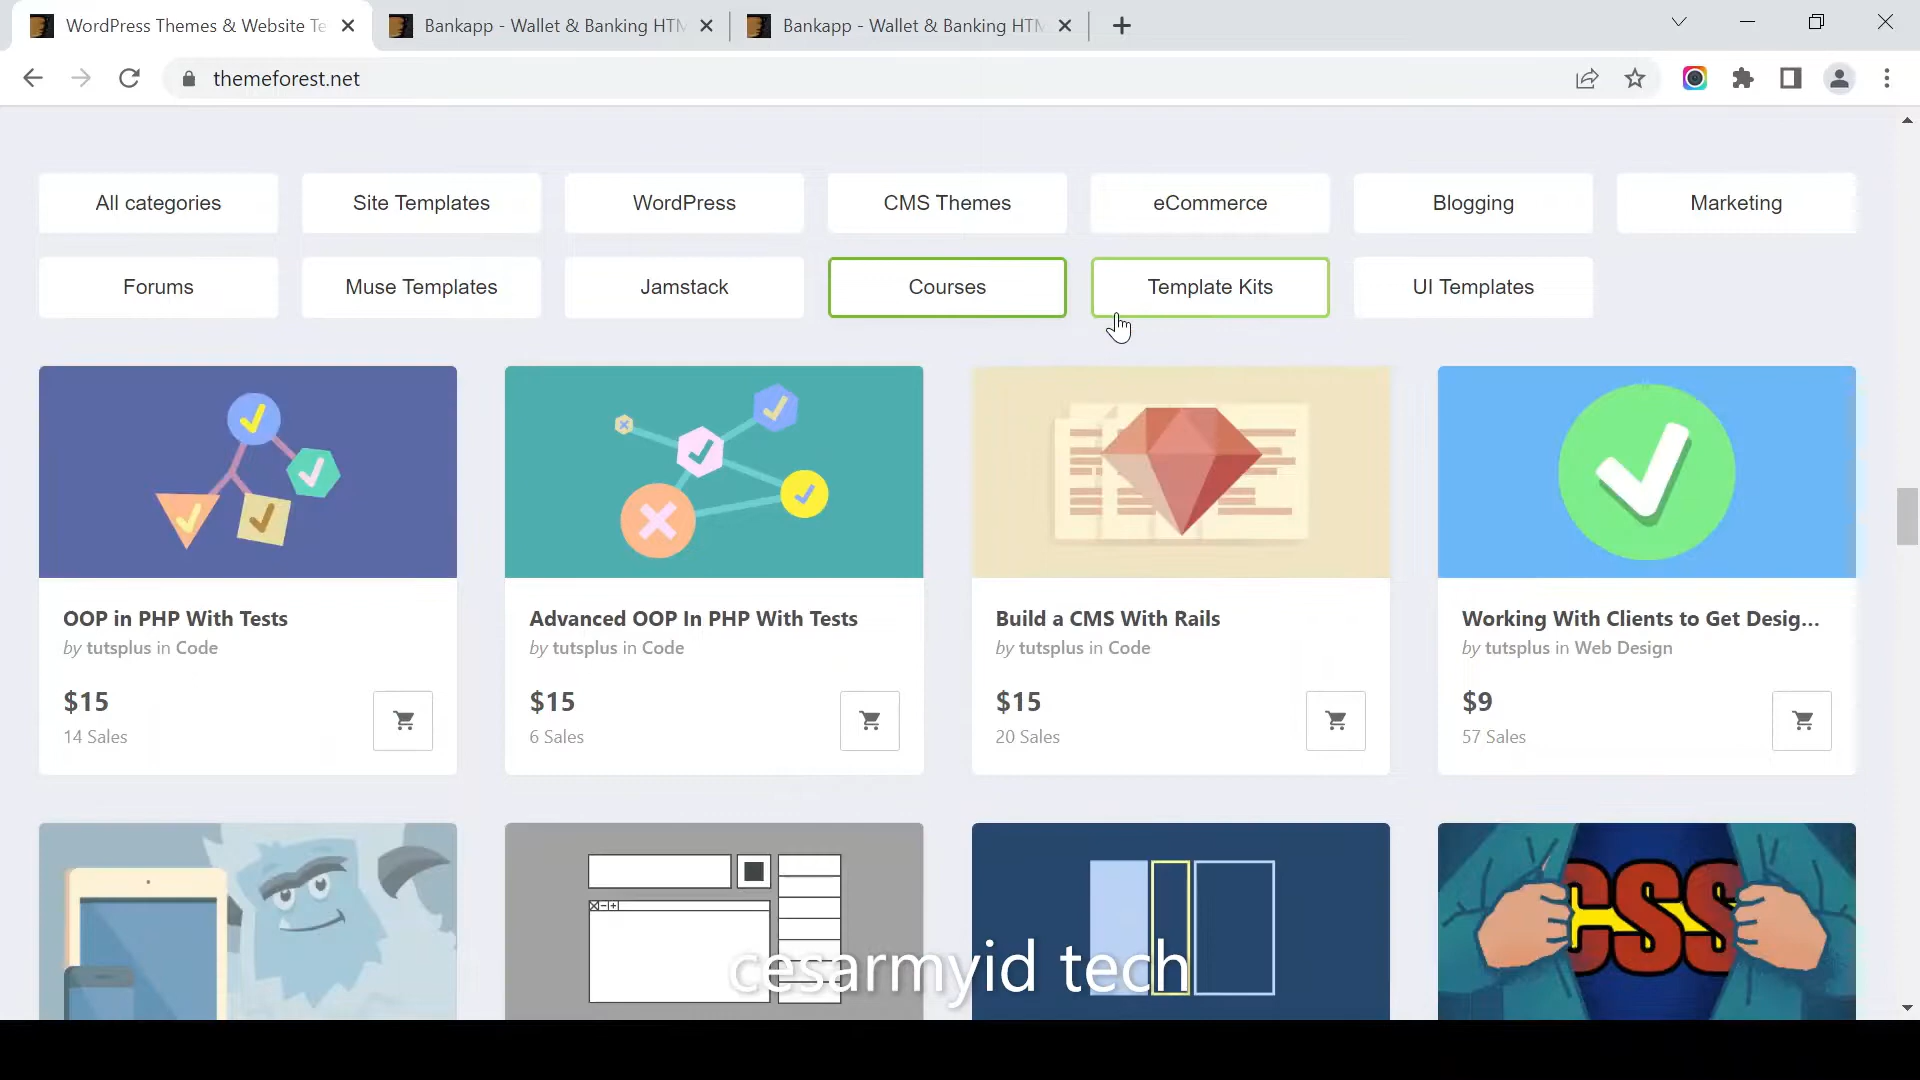 WordPress Themes & Website Te
Bankapp - Wallet & Banking HTM
Bankapp - Wallet & Banking HTM
themeforest.net
All categories
Site Templates
WordPress
CMS Themes
eCommerce
Blogging
Marketing
Forums
Muse Templates
Jamstack
Courses
Template Kits
UI Templates
OOP in PHP With Tests
by tutsplus in Code
$15
14 Sales
Advanced OOP In PHP With Tests
by tutsplus in Code
$15
6 Sales
Build a CMS With Rails
by tutsplus in Code
$15
20 Sales
Working With Clients to Get Desig...
by tutsplus in Web Design
$9
57 Sales
CSS
cesarmyid tech